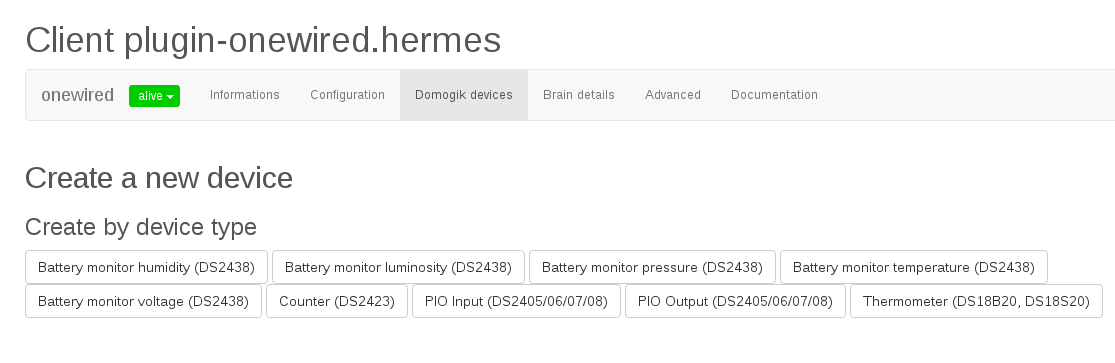 Client plugin-onewired.hermes
onewired alive Informations Configuration Domogik devices Brain details Advanced Documentation
Create a new device
Create by device type
Battery monitor humidity (DS2438) Battery monitor luminosity (DS2438) Battery monitor pressure (DS2438) Battery monitor temperature (DS2438)
Battery monitor voltage (DS2438) Counter (DS2423) PIO Input (DS2405/06/07/08) PIO Output (DS2405/06/07/08) Thermometer (DS18B20, DS18S20)